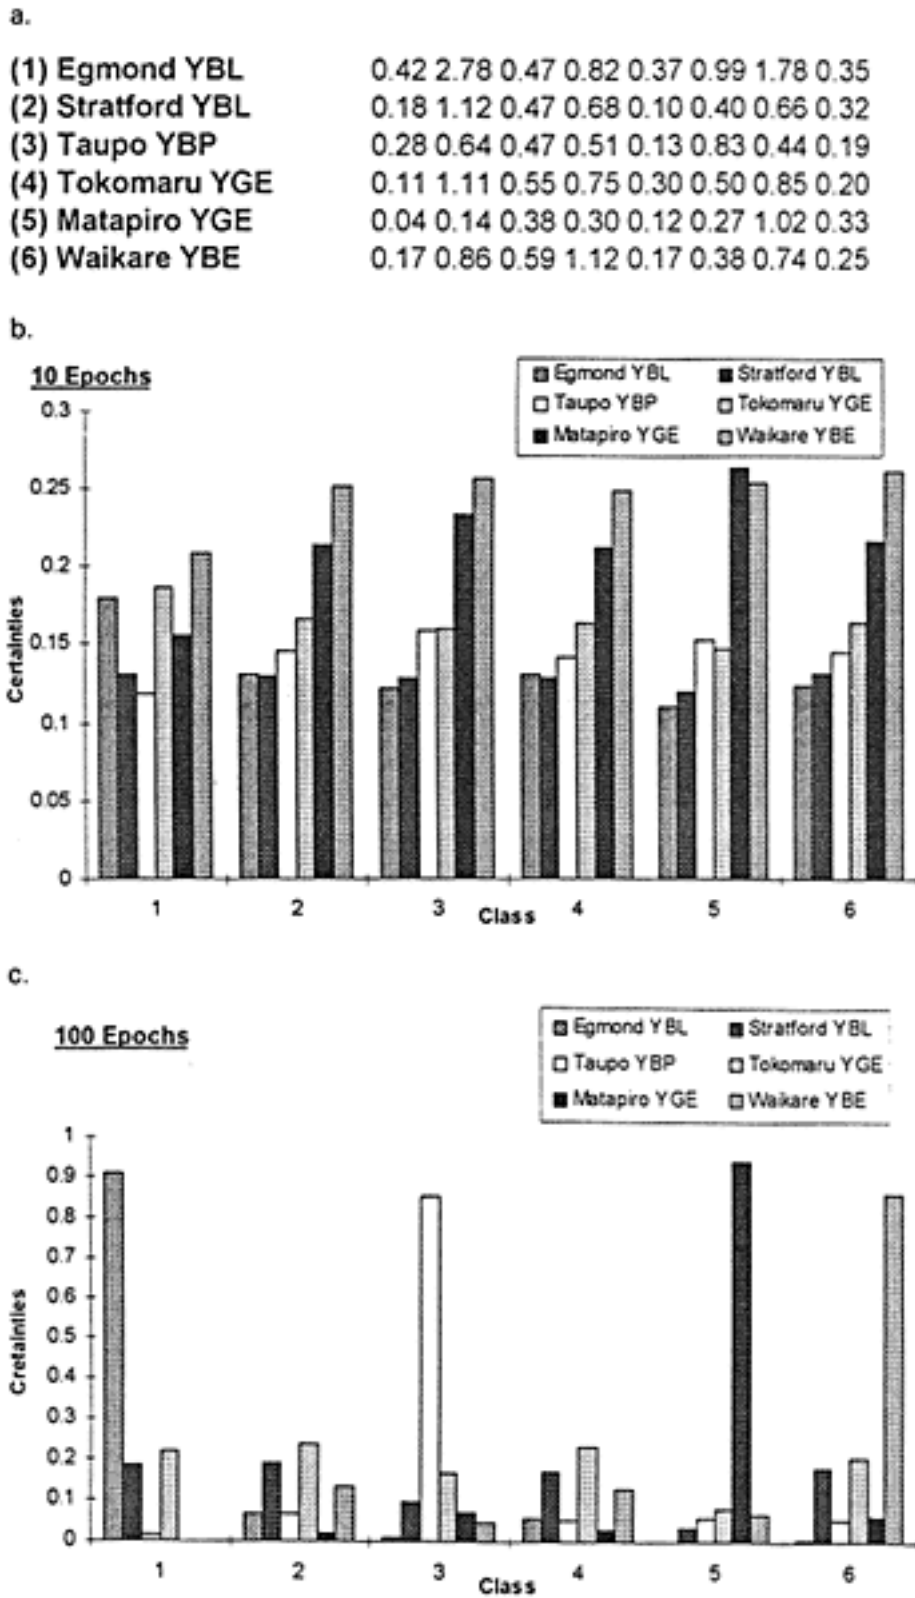 a.
(1) Egmond YBL 0.42 2.78 0.47 0.82 0.37 0.99 1.78 0.35
(2) Stratford YBL 0.18 1.12 0.47 0.68 0.10 0.40 0.66 0.32
(3) Taupo YBP 0.28 0.64 0.47 0.51 0.13 0.83 0.44 0.19
(4) Tokomaru YGE 0.11 1.11 0.55 0.75 0.30 0.50 0.85 0.20
(5) Matapiro YGE 0.04 0.14 0.38 0.30 0.12 0.27 1.02 0.33
(6) Waikare YBE 0.17 0.86 0.59 1.12 0.17 0.38 0.74 0.25
b.
10 Epochs
Egmond YBL Stratford YBL
Taupo YBP Tokomaru YGE
Matapiro YGE Waikare YBE
0.3
0.25
0.2
0.15
0.1
0.05
0
Certainties
1 2 3 4 5 6
Class
c.
100 Epochs
Egmond YBL Stratford YBL
Taupo YBP Tokomaru YGE
Matapiro YGE Waikare YBE
1
0.9
0.8
0.7
0.6
0.5
0.4
0.3
0.2
0.1
0
Cretainties
1 2 3 4 5 6
Class